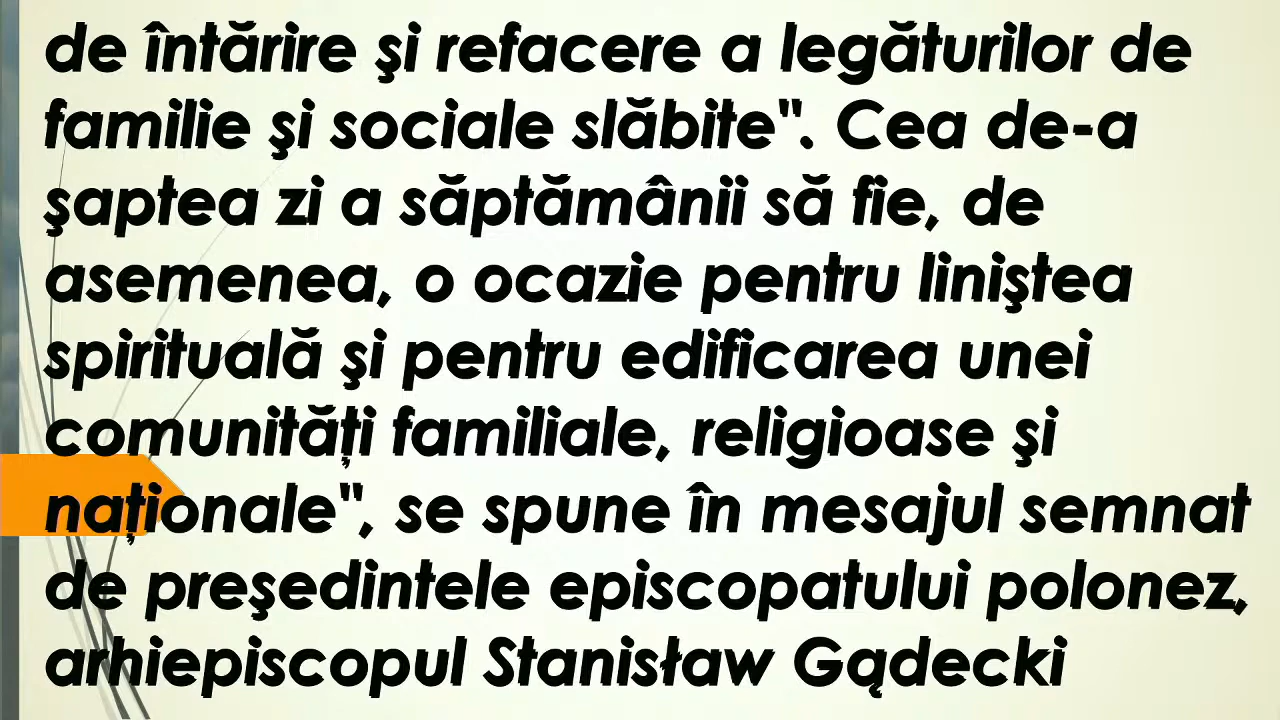 de întărire şi refacere a legăturilor de
familie şi sociale slăbite". Cea de-a
şaptea zi a săptămânii să fie, de
asemenea, o ocazie pentru liniştea
spirituală şi pentru edificarea unei
comunităţi familiale, religioase şi
naţionale", se spune în mesajul semnat
de preşedintele episcopatului polonez,
arhiepiscopul Stanisław Gądecki